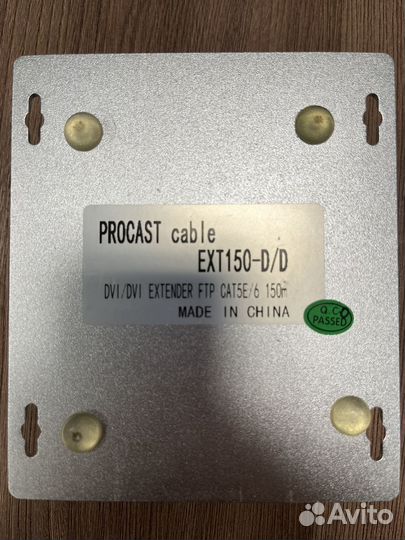 PROCAST cable
EXT150-D/D
DVI/DVI EXTENDER FTP CAT5E/6 150m
MADE IN CHINA
Q.C
PASSED
Avito